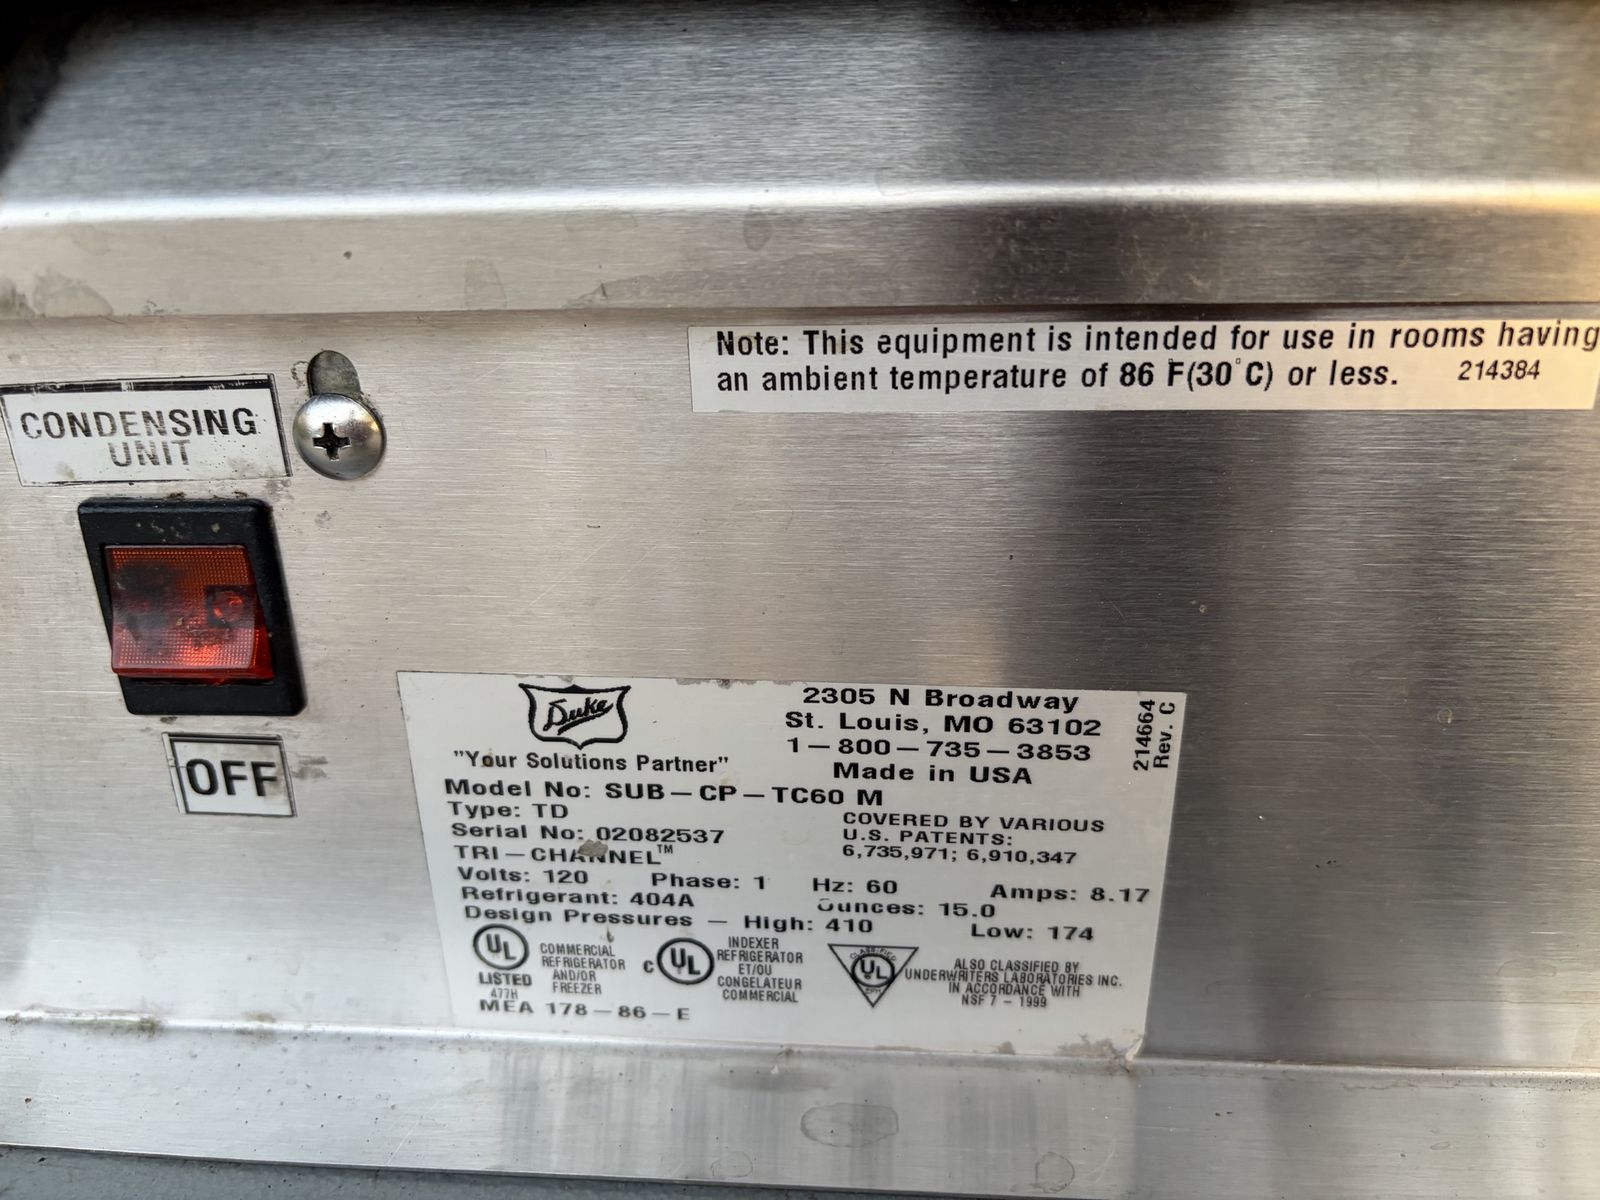 Note: This equipment is intended for use in rooms having
an ambient temperature of 86 F(30°C) or less. 214384
CONDENSING
UNIT
OFF
Duke
"Your Solutions Partner"
2305 N Broadway
St. Louis, MO 63102
1-800-735-3853
Made in USA
214664
Rev. C
Model No: SUB-CP-TC60 M
Type: TD
Serial No: 02082537
TRI-CHANNEL™
COVERED BY VARIOUS
U.S. PATENTS:
6,735,971; 6,910,347
Volts: 120 Phase: 1 Hz: 60 Amps: 8.17
Refrigerant: 404A Ounces: 15.0
Design Pressures - High: 410 Low: 174
UL
LISTED
477H
COMMERCIAL
REFRIGERATOR
AND/OR
FREEZER
C UL
INDEXER
REFRIGERATOR
ET/OU
CONGELATEUR
COMMERCIAL
CLASSIFIED
UL
EPH
ALSO CLASSIFIED BY
UNDERWRITERS LABORATORIES INC.
IN ACCORDANCE WITH
NSF 7 - 1999
MEA 178-86-E